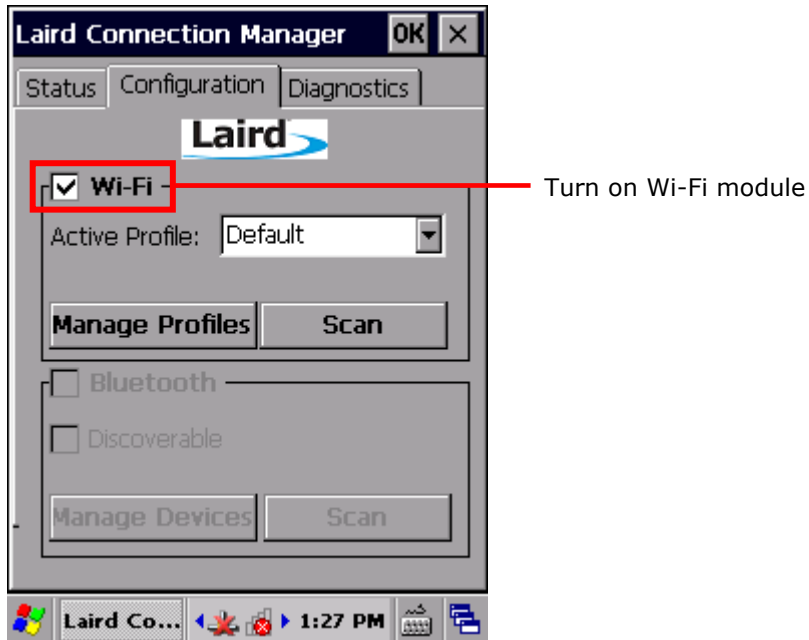 Laird Connection Manager OK
Status Configuration Diagnostics
Laird
Wi-Fi
Turn on Wi-Fi module
Active Profile: Default
Manage Profiles Scan
Bluetooth
Discoverable
Manage Devices Scan
Laird Co... 1:27 PM